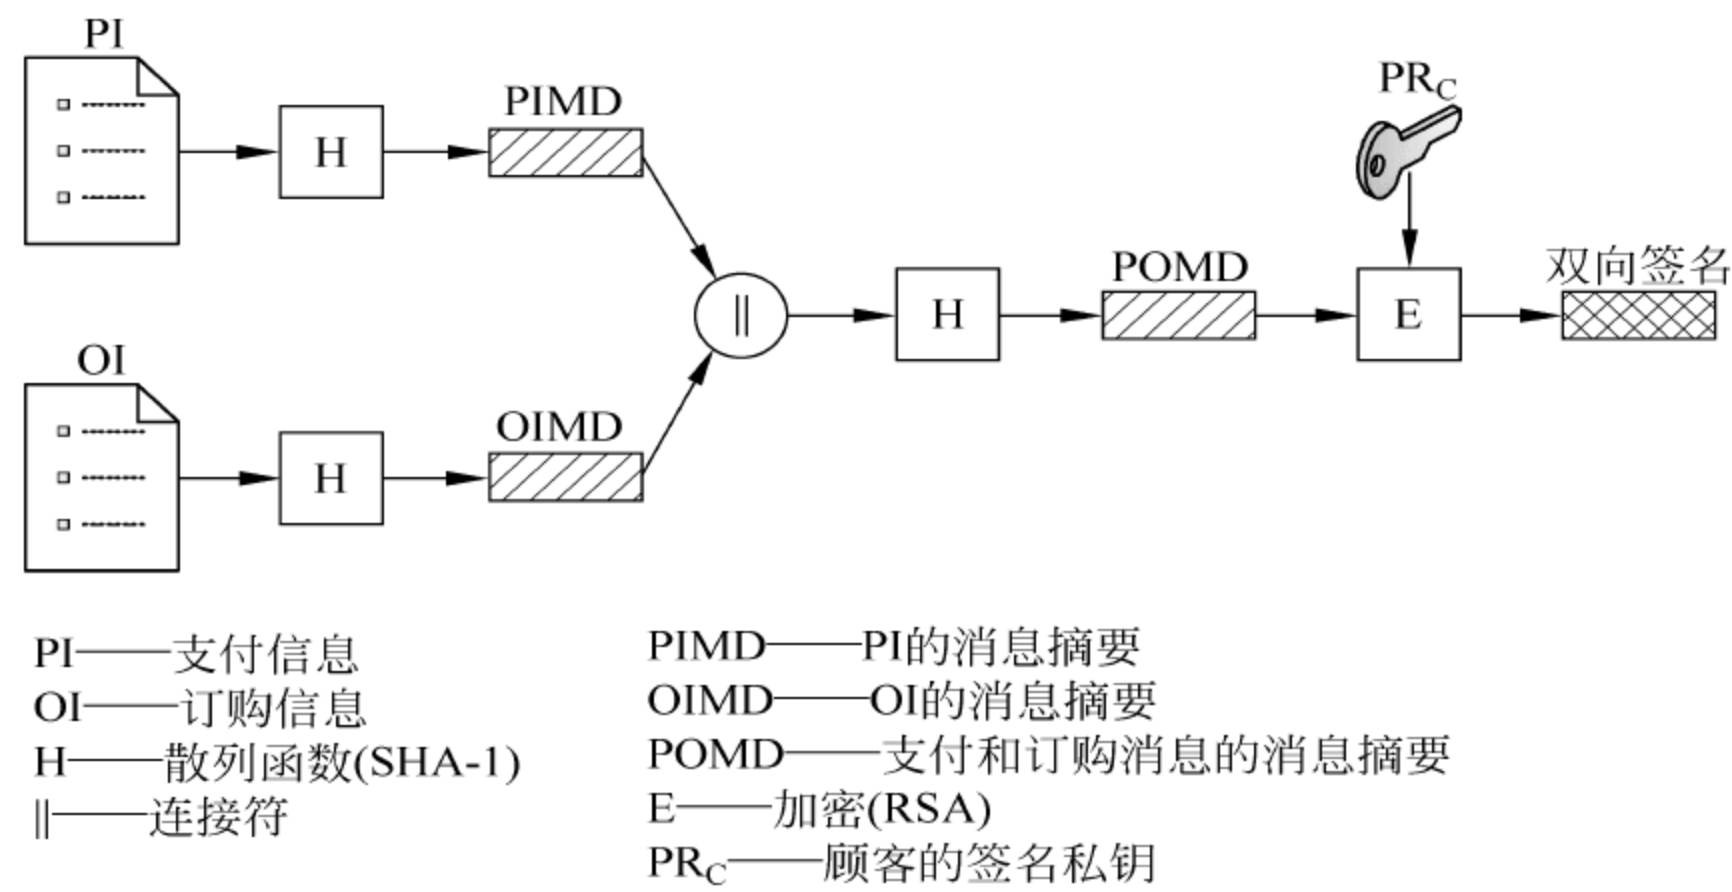 PI
H
PIMD
PR_C
‖
H
POMD
E
双向签名
OI
H
OIMD
PI——支付信息
OI——订购信息
H——散列函数(SHA-1)
‖——连接符
PIMD——PI的消息摘要
OIMD——OI的消息摘要
POMD——支付和订购消息的消息摘要
E——加密(RSA)
PR_C——顾客的签名私钥